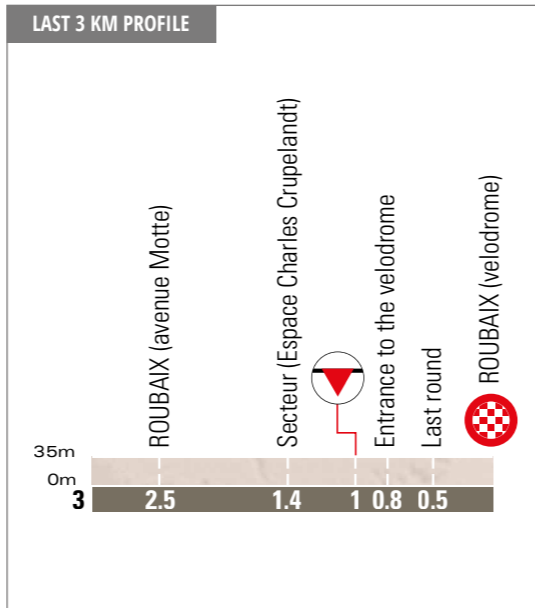 LAST 3 KM PROFILE
ROUBAIX (avenue Motte)
Secteur (Espace Charles Crupelandt)
Entrance to the velodrome
Last round
ROUBAIX (velodrome)
35m
0m
3 2.5 1.4 1 0.8 0.5